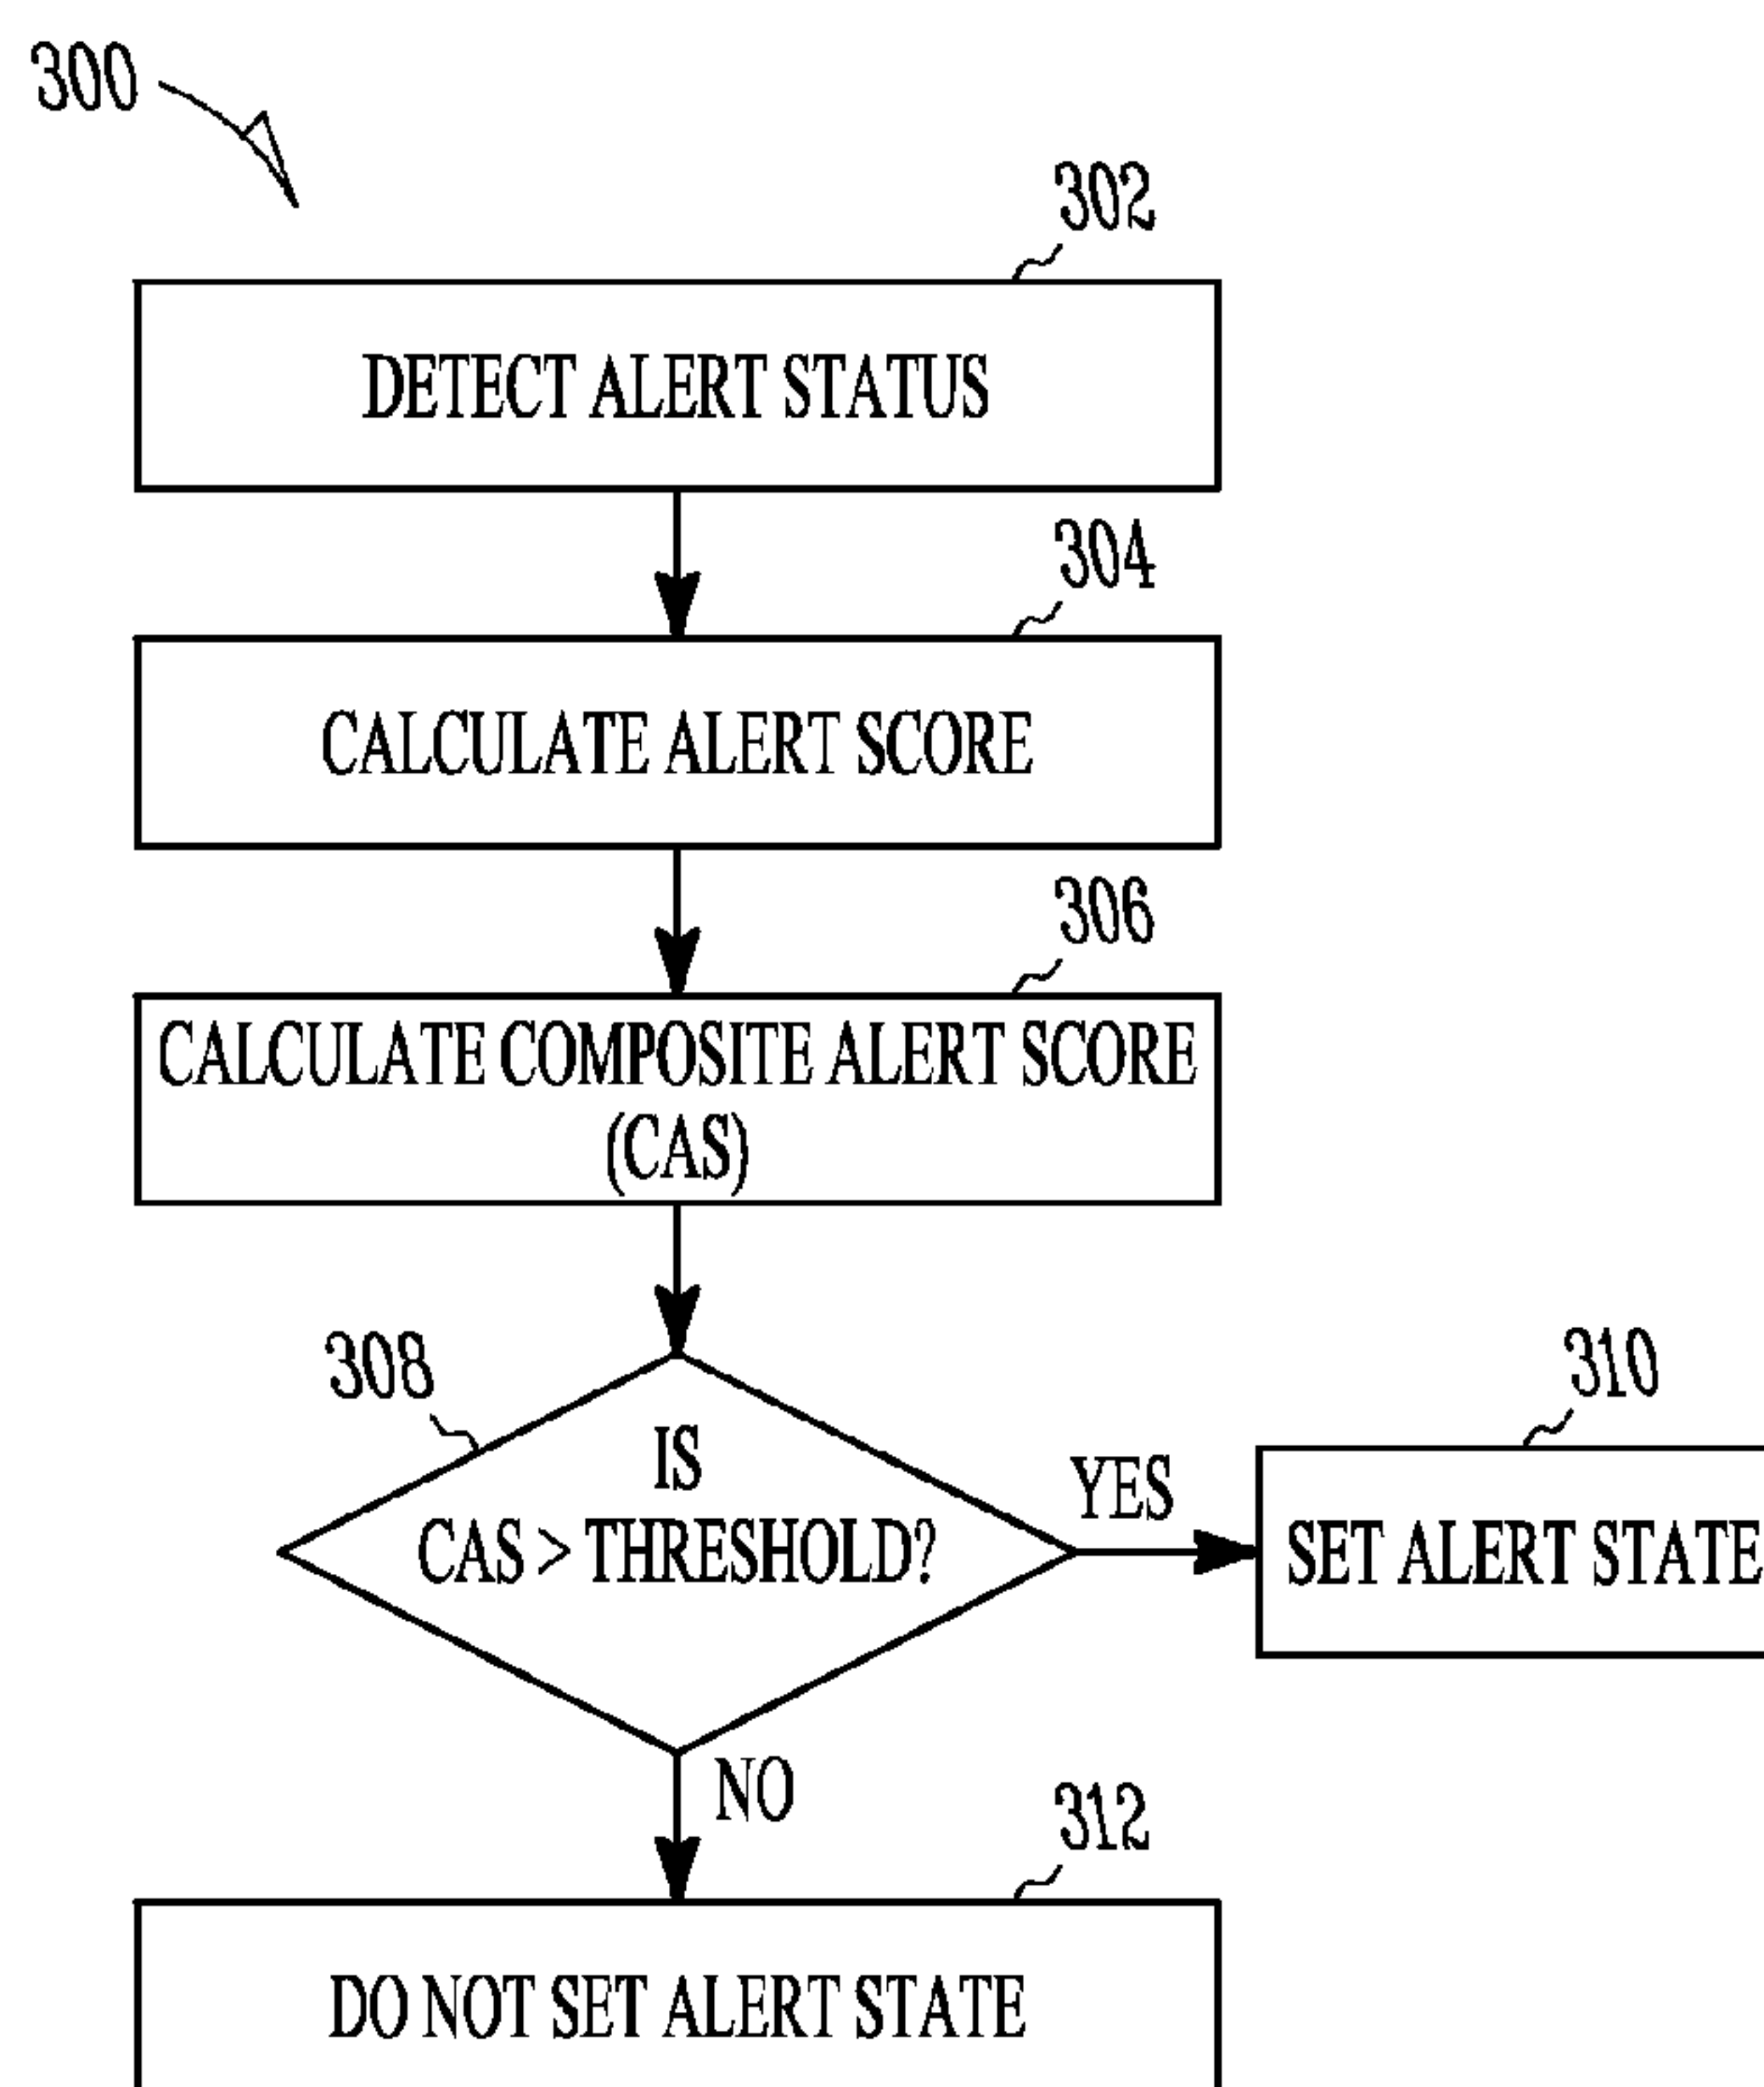 300
302
DETECT ALERT STATUS
304
CALCULATE ALERT SCORE
306
CALCULATE COMPOSITE ALERT SCORE
(CAS)
308
IS
CAS > THRESHOLD?
YES
310
SET ALERT STATE
NO
312
DO NOT SET ALERT STATE